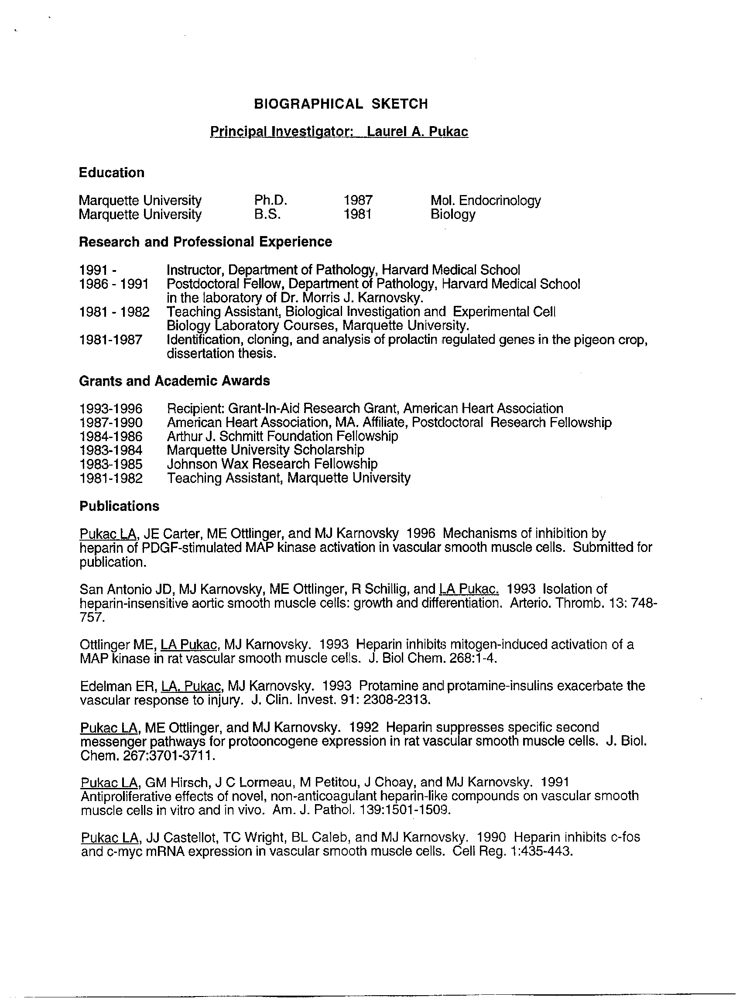 BIOGRAPHICAL SKETCH
Principal Investigator: Laurel A. Pukac
Education
Marquette University Ph.D. 1987 Mol. Endocrinology
Marquette University B.S. 1981 Biology
Research and Professional Experience
1991 - Instructor, Department of Pathology, Harvard Medical School
1986 - 1991 Postdoctoral Fellow, Department of Pathology, Harvard Medical School
in the laboratory of Dr. Morris J. Karnovsky.
1981 - 1982 Teaching Assistant, Biological Investigation and Experimental Cell
Biology Laboratory Courses, Marquette University.
1981-1987 Identification, cloning, and analysis of prolactin regulated genes in the pigeon crop,
dissertation thesis.
Grants and Academic Awards
1993-1996 Recipient: Grant-In-Aid Research Grant, American Heart Association
1987-1990 American Heart Association, MA. Affiliate, Postdoctoral Research Fellowship
1984-1986 Arthur J. Schmitt Foundation Fellowship
1983-1984 Marquette University Scholarship
1983-1985 Johnson Wax Research Fellowship
1981-1982 Teaching Assistant, Marquette University
Publications
Pukac LA, JE Carter, ME Ottlinger, and MJ Karnovsky 1996 Mechanisms of inhibition by
heparin of PDGF-stimulated MAP kinase activation in vascular smooth muscle cells. Submitted for
publication.
San Antonio JD, MJ Karnovsky, ME Ottlinger, R Schillig, and LA Pukac. 1993 Isolation of
heparin-insensitive aortic smooth muscle cells: growth and differentiation. Arterio. Thromb. 13: 748-
757.
Ottlinger ME, LA Pukac, MJ Karnovsky. 1993 Heparin inhibits mitogen-induced activation of a
MAP kinase in rat vascular smooth muscle cells. J. Biol Chem. 268:1-4.
Edelman ER, LA. Pukac, MJ Karnovsky. 1993 Protamine and protamine-insulins exacerbate the
vascular response to injury. J. Clin. Invest. 91: 2308-2313.
Pukac LA, ME Ottlinger, and MJ Karnovsky. 1992 Heparin suppresses specific second
messenger pathways for protooncogene expression in rat vascular smooth muscle cells. J. Biol.
Chem. 267:3701-3711.
Pukac LA, GM Hirsch, J C Lormeau, M Petitou, J Choay, and MJ Karnovsky. 1991
Antiproliferative effects of novel, non-anticoagulant heparin-like compounds on vascular smooth
muscle cells in vitro and in vivo. Am. J. Pathol. 139:1501-1509.
Pukac LA, JJ Castellot, TC Wright, BL Caleb, and MJ Karnovsky. 1990 Heparin inhibits c-fos
and c-myc mRNA expression in vascular smooth muscle cells. Cell Reg. 1:435-443.